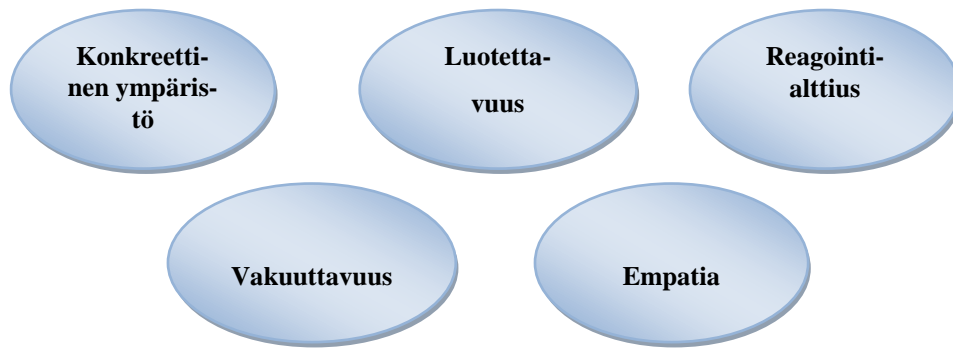 Konkreetti-
nen ympäris-
tö
Luotetta-
vuus
Reagointi-
alttius
Vakuuttavuus
Empatia